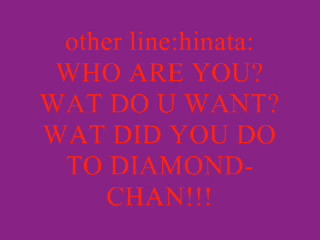 other line:hinata:
WHO ARE YOU?
WAT DO U WANT?
WAT DID YOU DO
TO DIAMOND-
CHAN!!!